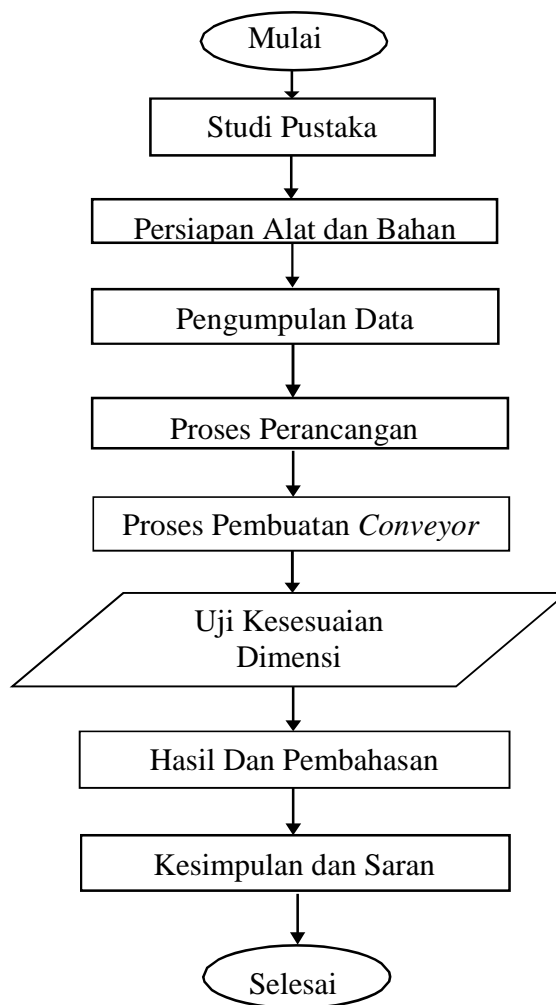 Mulai
Studi Pustaka
Persiapan Alat dan Bahan
Pengumpulan Data
Proses Perancangan
Proses Pembuatan Conveyor
Uji Kesesuaian
Dimensi
Hasil Dan Pembahasan
Kesimpulan dan Saran
Selesai